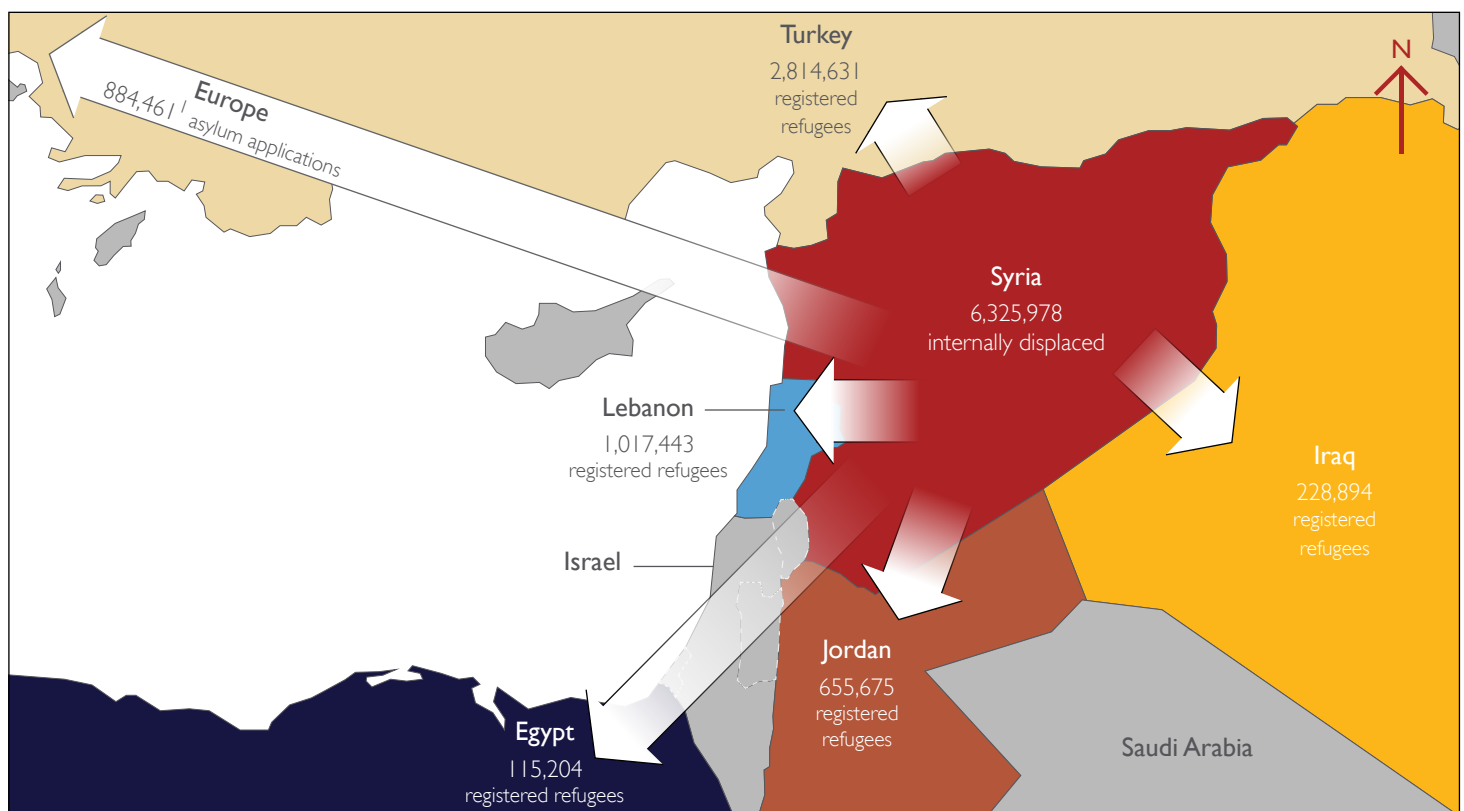 Turkey
2,814,631
registered
refugees
N
Europe
884,461¹ asylum applications
Syria
6,325,978
internally displaced
Lebanon
1,017,443
registered refugees
Iraq
228,894
registered
refugees
Israel
Jordan
655,675
registered
refugees
Egypt
115,204
registered refugees
Saudi Arabia